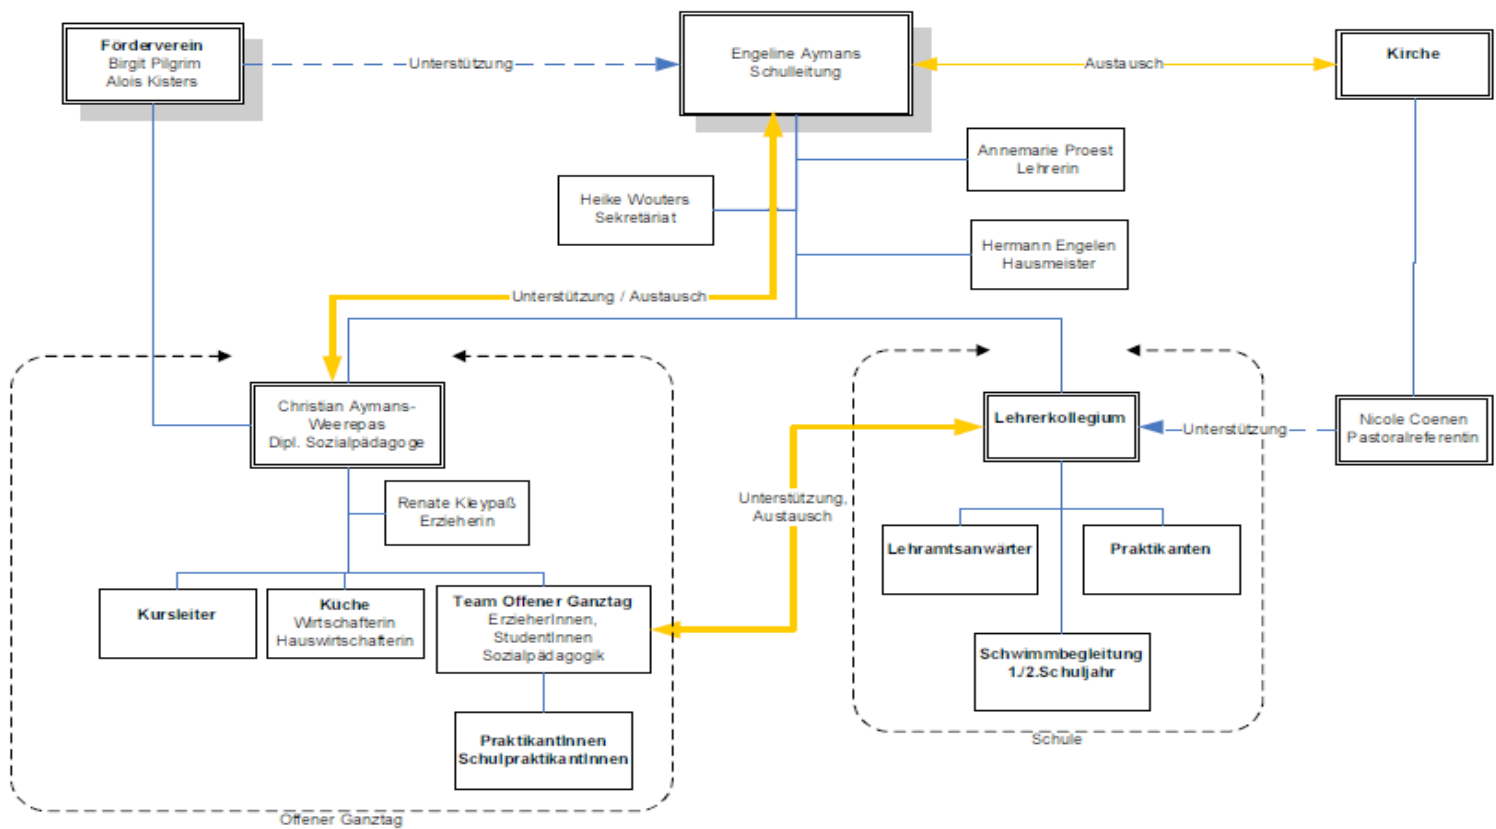 Förderverein
Birgit Pilgrim
Alois Kisters
Unterstützung
Engeline Aymans
Schulleitung
Austausch
Kirche
Annemarie Proest
Lehrerin
Heike Wouters
Sekretäriat
Hermann Engelen
Hausmeister
Unterstützung / Austausch
Christian Aymans-
Weerepas
Dipl. Sozialpädagoge
Lehrerkollegium
Unterstützung
Nicole Coenen
Pastoralreferentin
Renate Kleypaß
Erzieherin
Unterstützung,
Austausch
Lehramtsanwärter
Praktikanten
Kursleiter
Küche
Wirtschafterin
Hauswirtschafterin
Team Offener Ganztag
ErzieherInnen,
StudentInnen
Sozialpädagogik
Schwimmbegleitung
1./2.Schuljahr
PraktikantInnen
SchulpraktikantInnen
Schule
Offener Ganztag